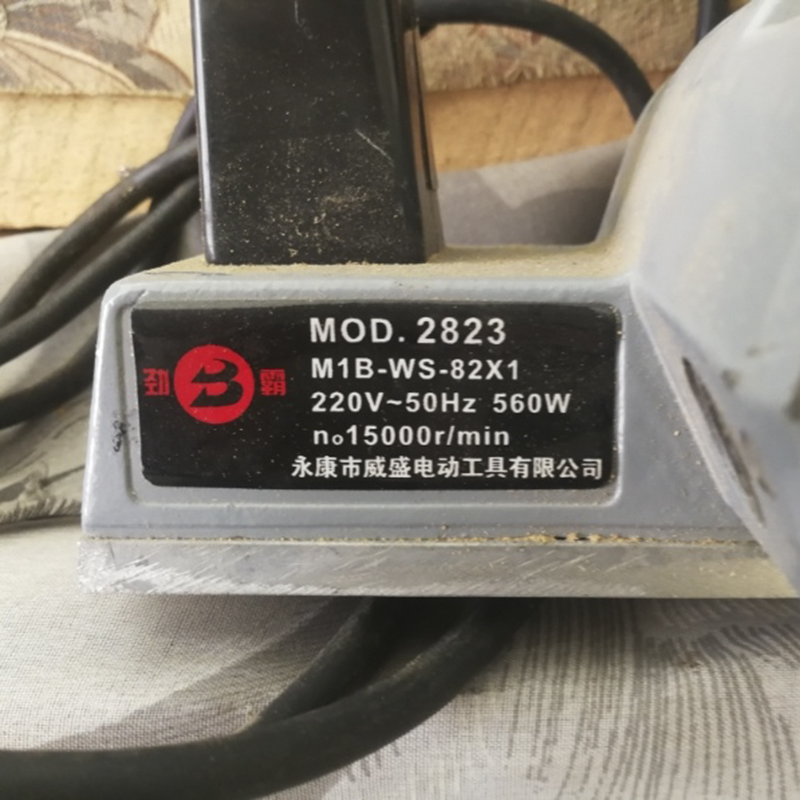 MOD. 2823
劲 B 霸
M1B-WS-82X1
220V~50Hz 560W
n₀15000r/min
永康市威盛电动工具有限公司